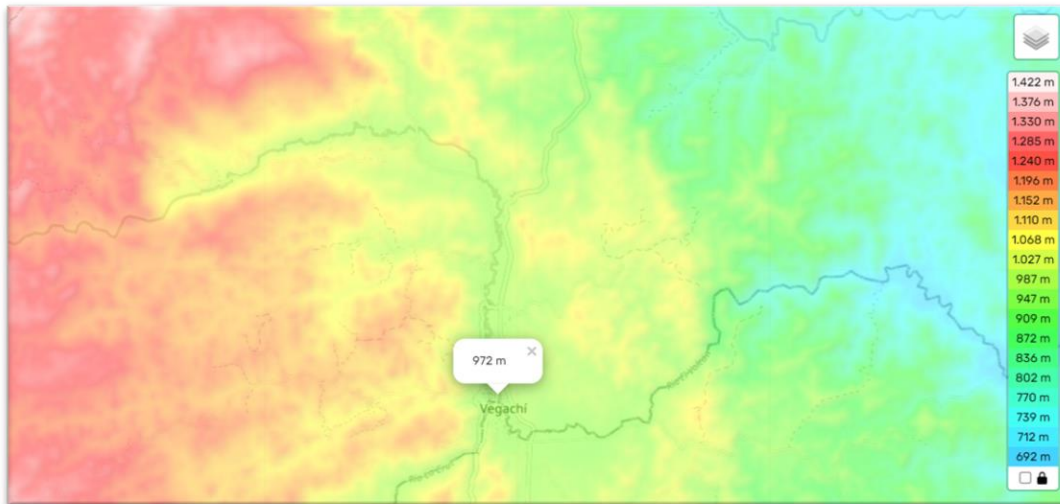 1.422 m
1.376 m
1.330 m
1.285 m
1.240 m
1.196 m
1.152 m
1.110 m
1.068 m
1.027 m
987 m
947 m
909 m
872 m
836 m
802 m
770 m
739 m
712 m
692 m
972 m
Vegachí